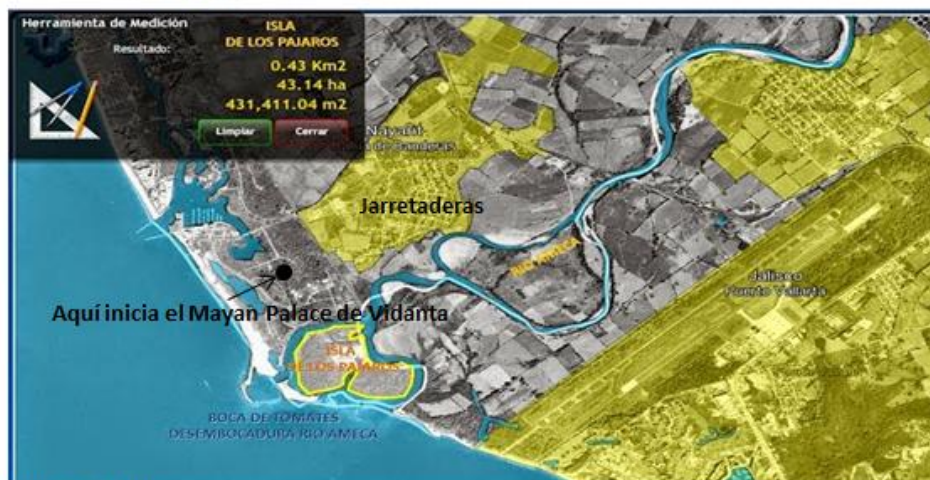 Herramienta de Medición
Resultado:
ISLA
DE LOS PAJAROS
0.43 Km2
43.14 ha
431,411.04 m2
Limpiar
Cerrar
Nayarit
de Banderas
Jarretaderas
RIO AMECA
Jalisco
Puerto Vallarta
Aquí inicia el Mayan Palace de Vidanta
ISLA
DE LOS PAJAROS
BOCA DE TOMATES
DESEMBOCADURA RIO AMECA